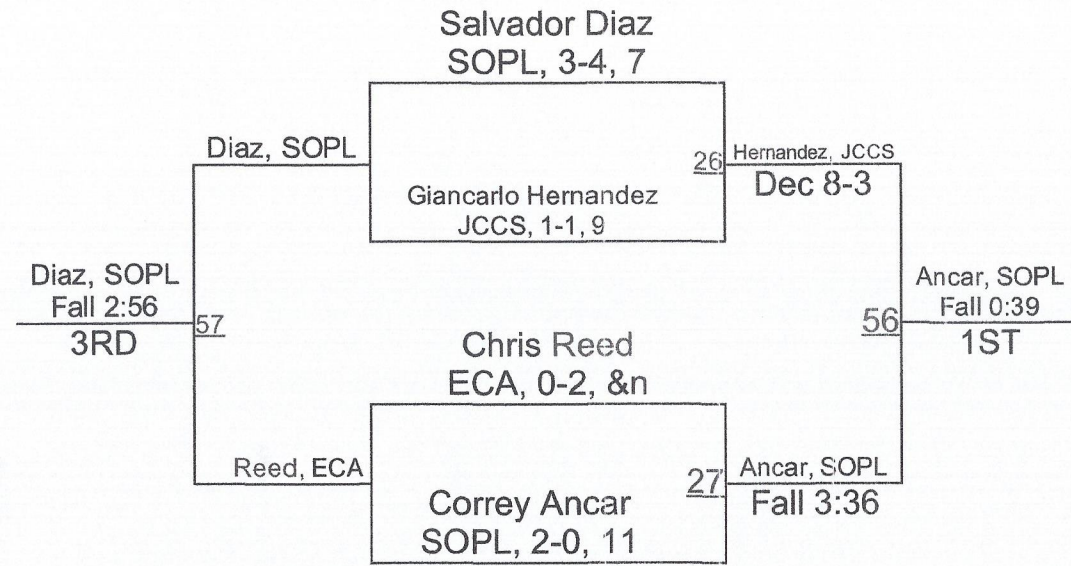 Salvador Diaz
SOPL, 3-4, 7
Diaz, SOPL
26
Hernandez, JCCS
Dec 8-3
Giancarlo Hernandez
JCCS, 1-1, 9
Diaz, SOPL
Fall 2:56
57
3RD
Ancar, SOPL
Fall 0:39
56
1ST
Chris Reed
ECA, 0-2, &n
Reed, ECA
27
Ancar, SOPL
Fall 3:36
Correy Ancar
SOPL, 2-0, 11